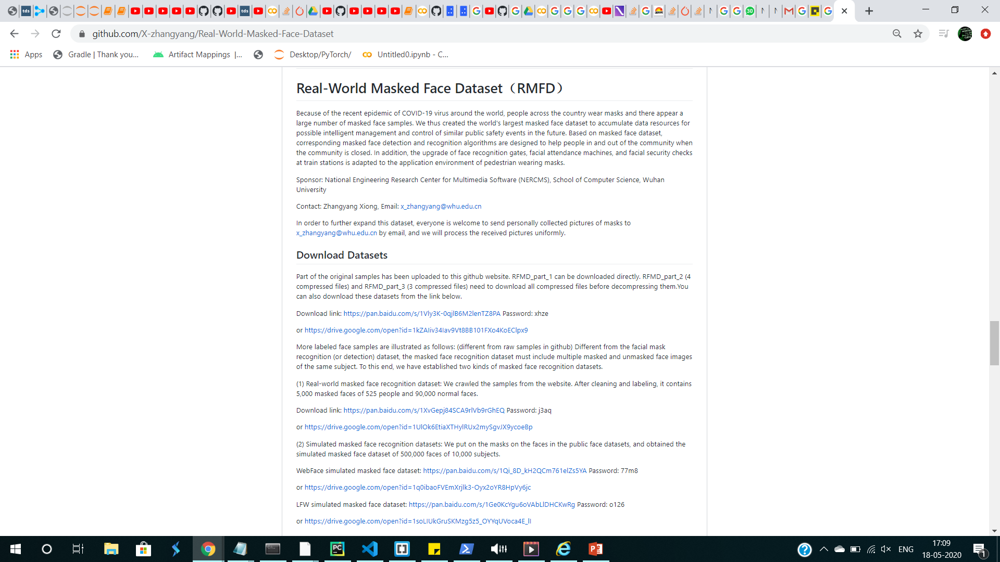 github.com/X-zhangyang/Real-World-Masked-Face-Dataset
Apps
Gradle | Thank you...
Artifact Mappings |...
Desktop/PyTorch/
Untitled0.ipynb - C...
Real-World Masked Face Dataset（RMFD）
Because of the recent epidemic of COVID-19 virus around the world, people across the country wear masks and there appear a
large number of masked face samples. We thus created the world's largest masked face dataset to accumulate data resources for
possible intelligent management and control of similar public safety events in the future. Based on masked face dataset,
corresponding masked face detection and recognition algorithms are designed to help people in and out of the community when
the community is closed. In addition, the upgrade of face recognition gates, facial attendance machines, and facial security checks
at train stations is adapted to the application environment of pedestrian wearing masks.
Sponsor: National Engineering Research Center for Multimedia Software (NERCMS), School of Computer Science, Wuhan
University
Contact: Zhangyang Xiong, Email: x_zhangyang@whu.edu.cn
In order to further expand this dataset, everyone is welcome to send personally collected pictures of masks to
x_zhangyang@whu.edu.cn by email, and we will process the received pictures uniformly.
Download Datasets
Part of the original samples has been uploaded to this github website. RFMD_part_1 can be downloaded directly. RFMD_part_2 (4
compressed files) and RFMD_part_3 (3 compressed files) need to download all compressed files before decompressing them.You
can also download these datasets from the link below.
Download link: https://pan.baidu.com/s/1Vly3K-0qjlB6M2lenTZ8PA Password: xhze
or https://drive.google.com/open?id=1kZAIiv34Iav9Vt8BB101FXo4KoEClpx9
More labeled face samples are illustrated as follows: (different from raw samples in github) Different from the facial mask
recognition (or detection) dataset, the masked face recognition dataset must include multiple masked and unmasked face images
of the same subject. To this end, we have established two kinds of masked face recognition datasets.
(1) Real-world masked face recognition dataset: We crawled the samples from the website. After cleaning and labeling, it contains
5,000 masked faces of 525 people and 90,000 normal faces.
Download link: https://pan.baidu.com/s/1XvGepj84SCA9rlVb9rGhEQ Password: j3aq
or https://drive.google.com/open?id=1UlOk6EtiaXTHylRUx2mySgvJX9ycoeBp
(2) Simulated masked face recognition datasets: We put on the masks on the faces in the public face datasets, and obtained the
simulated masked face dataset of 500,000 faces of 10,000 subjects.
WebFace simulated masked face dataset: https://pan.baidu.com/s/1Qi_8D_kH2QCm761elZs5YA Password: 77m8
or https://drive.google.com/open?id=1q0ibaoFVEmXrjlk3-Oyx2oYR8HpVy6jc
LFW simulated masked face dataset: https://pan.baidu.com/s/1Ge0KcYgu6oVAbLlDHCKwRg Password: o126
or https://drive.google.com/open?id=1soLIUkGruSKMzg5z5_OYYqUVoca4E_lI
ENG
17:09
18-05-2020
1